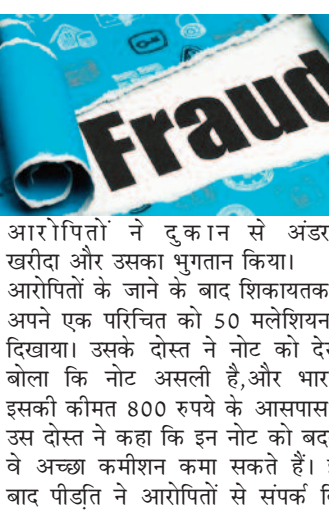 Fraud
आरोपितों ने दुकान से अंडर
खरीदा और उसका भुगतान किया।
आरोपितों के जाने के बाद शिकायतक
अपने एक परिचित को 50 मलेशियन
दिखाया। उसके दोस्त ने नोट को दे
बोला कि नोट असली है,और भार
इसकी कीमत 800 रुपये के आसपास
उस दोस्त ने कहा कि इन नोट को बद
वे अच्छा कमीशन कमा सकते हैं।
बाद पीड़ति ने आरोपितों से संपर्क